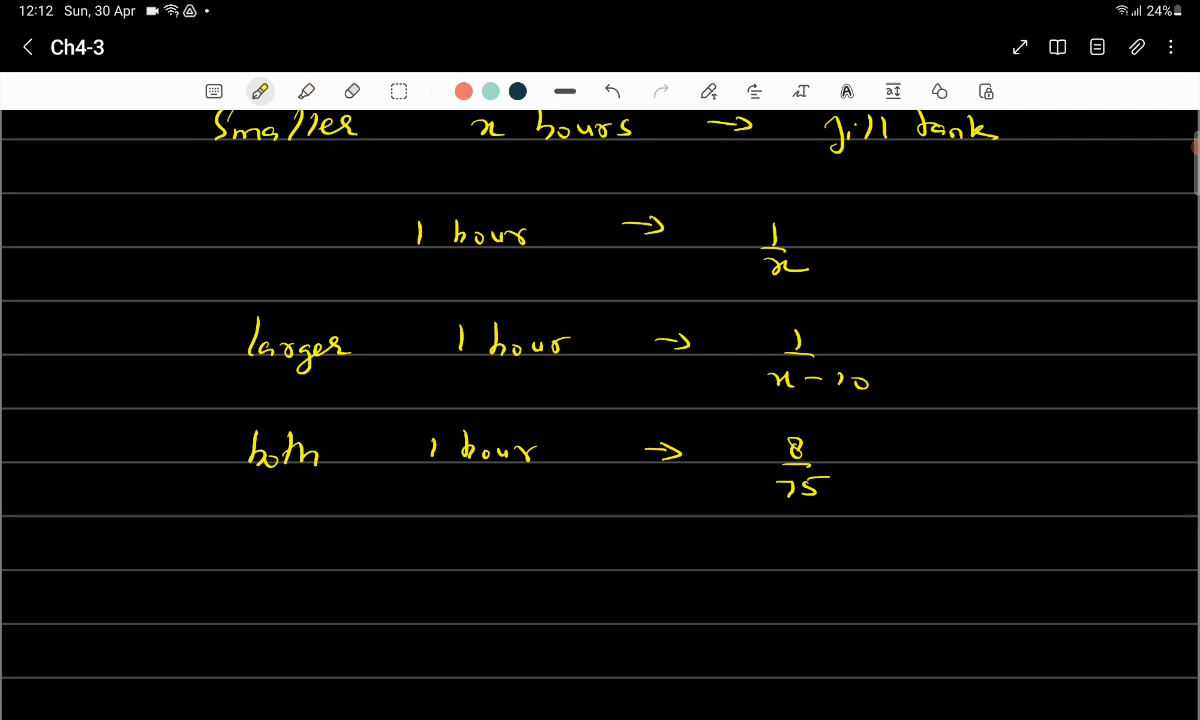 12:12 Sun, 30 Apr 24%
Ch4-3
Smaller x hours → fill tank
1 hour → 1/x
larger 1 hour → 1/x-10
both 1 hour → 8/75